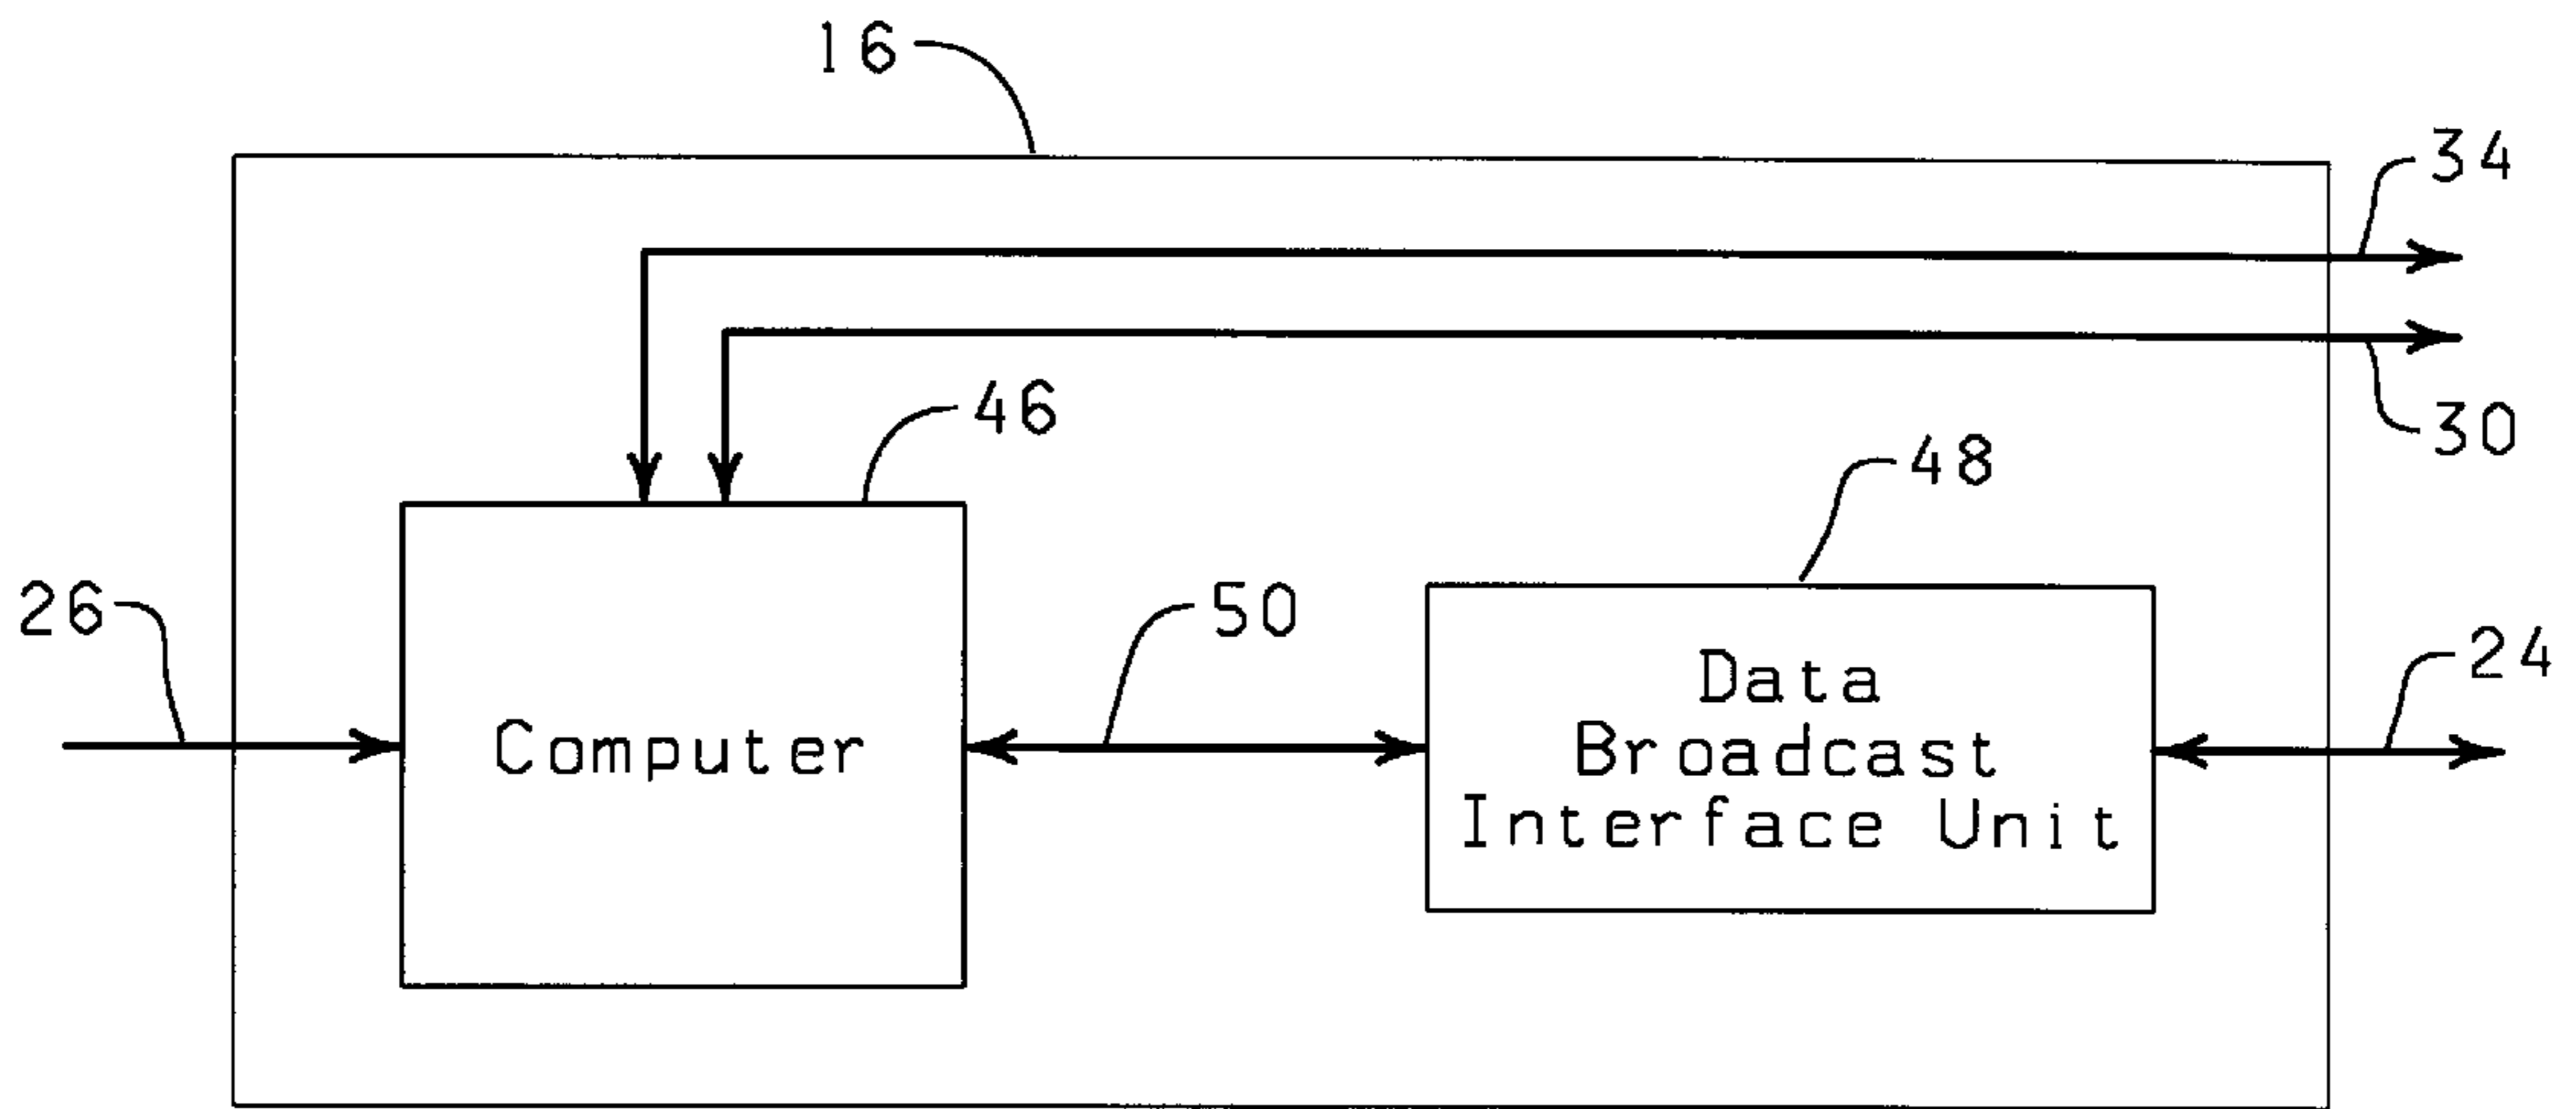 16
34
30
46
48
26
50
24
Computer
Data
Broadcast
Interface Unit